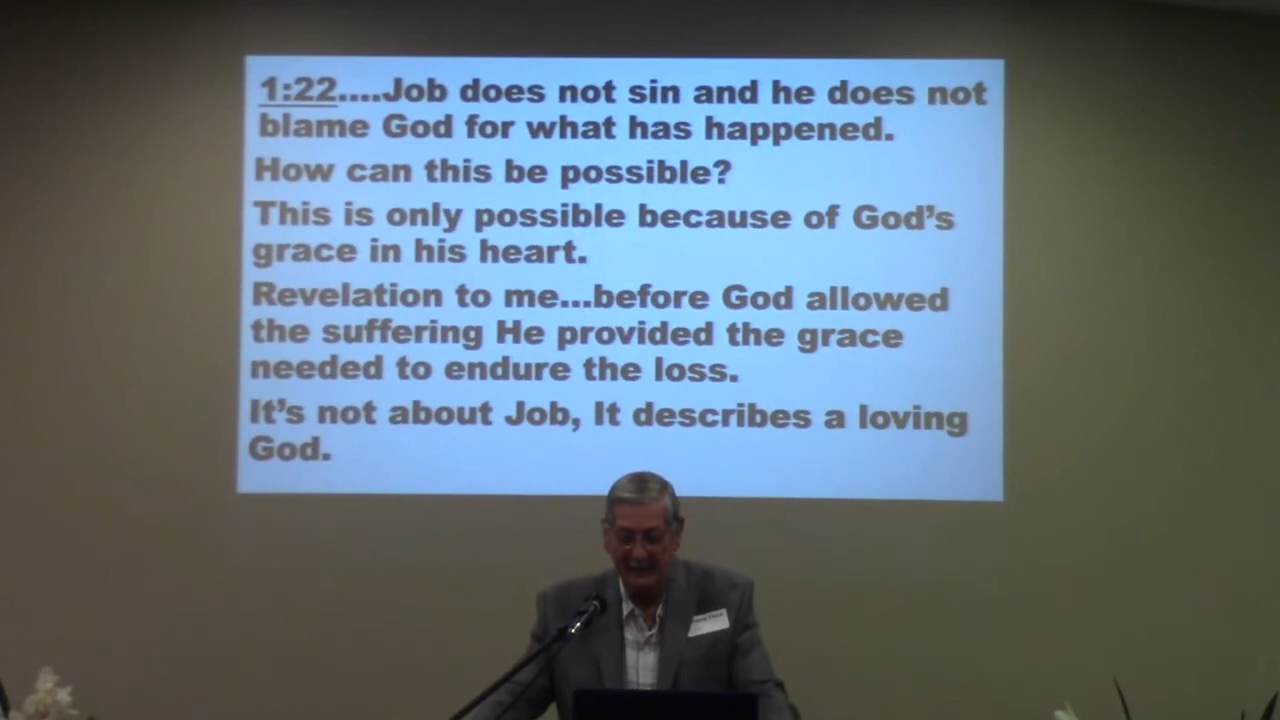 1:22....Job does not sin and he does not
blame God for what has happened.
How can this be possible?
This is only possible because of God's
grace in his heart.
Revelation to me...before God allowed
the suffering He provided the grace
needed to endure the loss.
It's not about Job, It describes a loving
God.